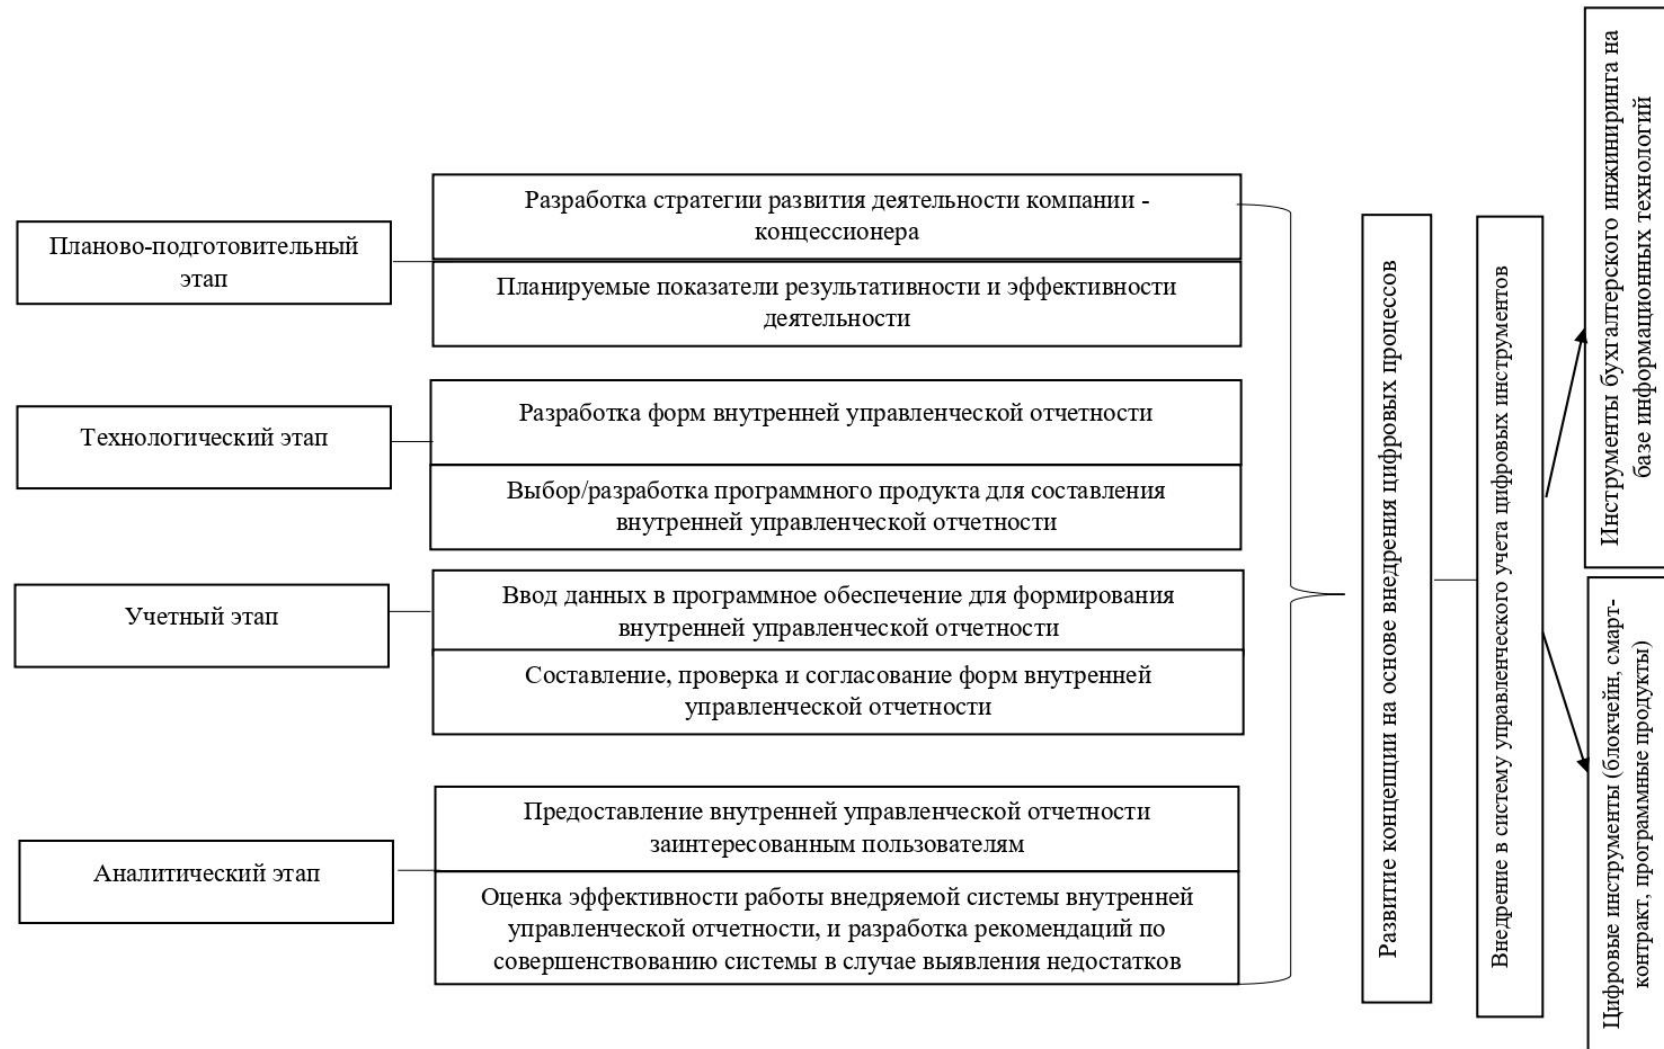 Планово-подготовительный
этап
Разработка стратегии развития деятельности компании -
концессионера
Планируемые показатели результативности и эффективности
деятельности
Технологический этап
Разработка форм внутренней управленческой отчетности
Выбор/разработка программного продукта для составления
внутренней управленческой отчетности
Учетный этап
Ввод данных в программное обеспечение для формирования
внутренней управленческой отчетности
Составление, проверка и согласование форм внутренней
управленческой отчетности
Аналитический этап
Предоставление внутренней управленческой отчетности
заинтересованным пользователям
Оценка эффективности работы внедряемой системы внутренней
управленческой отчетности, и разработка рекомендаций по
совершенствованию системы в случае выявления недостатков
Развитие концепции на основе внедрения цифровых процессов
Внедрение в систему управленческого учета цифровых инструментов
Инструменты бухгалтерского инжиниринга на
базе информационных технологий
Цифровые инструменты (блокчейн, смарт-
контракт, программные продукты)